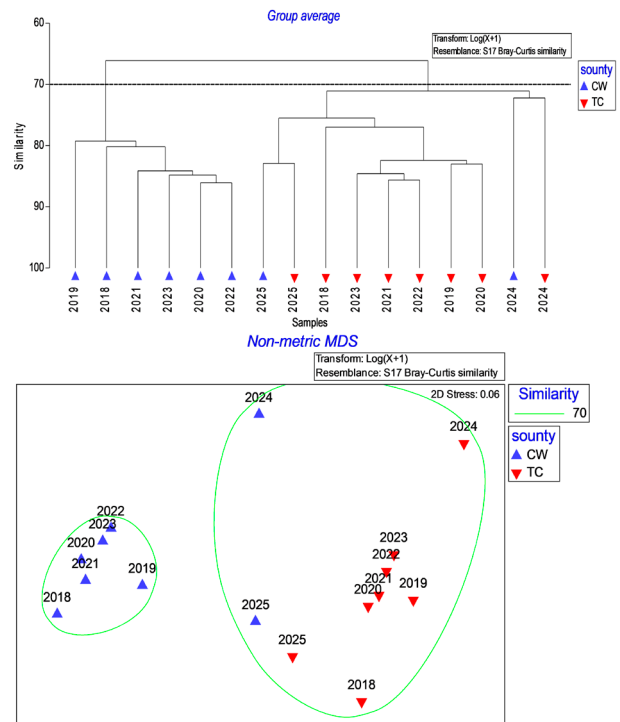 Group average
Transform: Log(X+1)
Resemblance: S17 Bray-Curtis similarity
sounty
CW
TC
60
70
80
90
100
Similarity
2019
2018
2021
2023
2020
2022
2025
2025
2018
2023
2021
2022
2019
2020
2024
2024
Samples
Non-metric MDS
Transform: Log(X+1)
Resemblance: S17 Bray-Curtis similarity
2D Stress: 0.06
Similarity
70
sounty
CW
TC
2024
2024
2022
2023
2020
2021
2019
2018
2023
2022
2021
2020
2019
2025
2025
2018